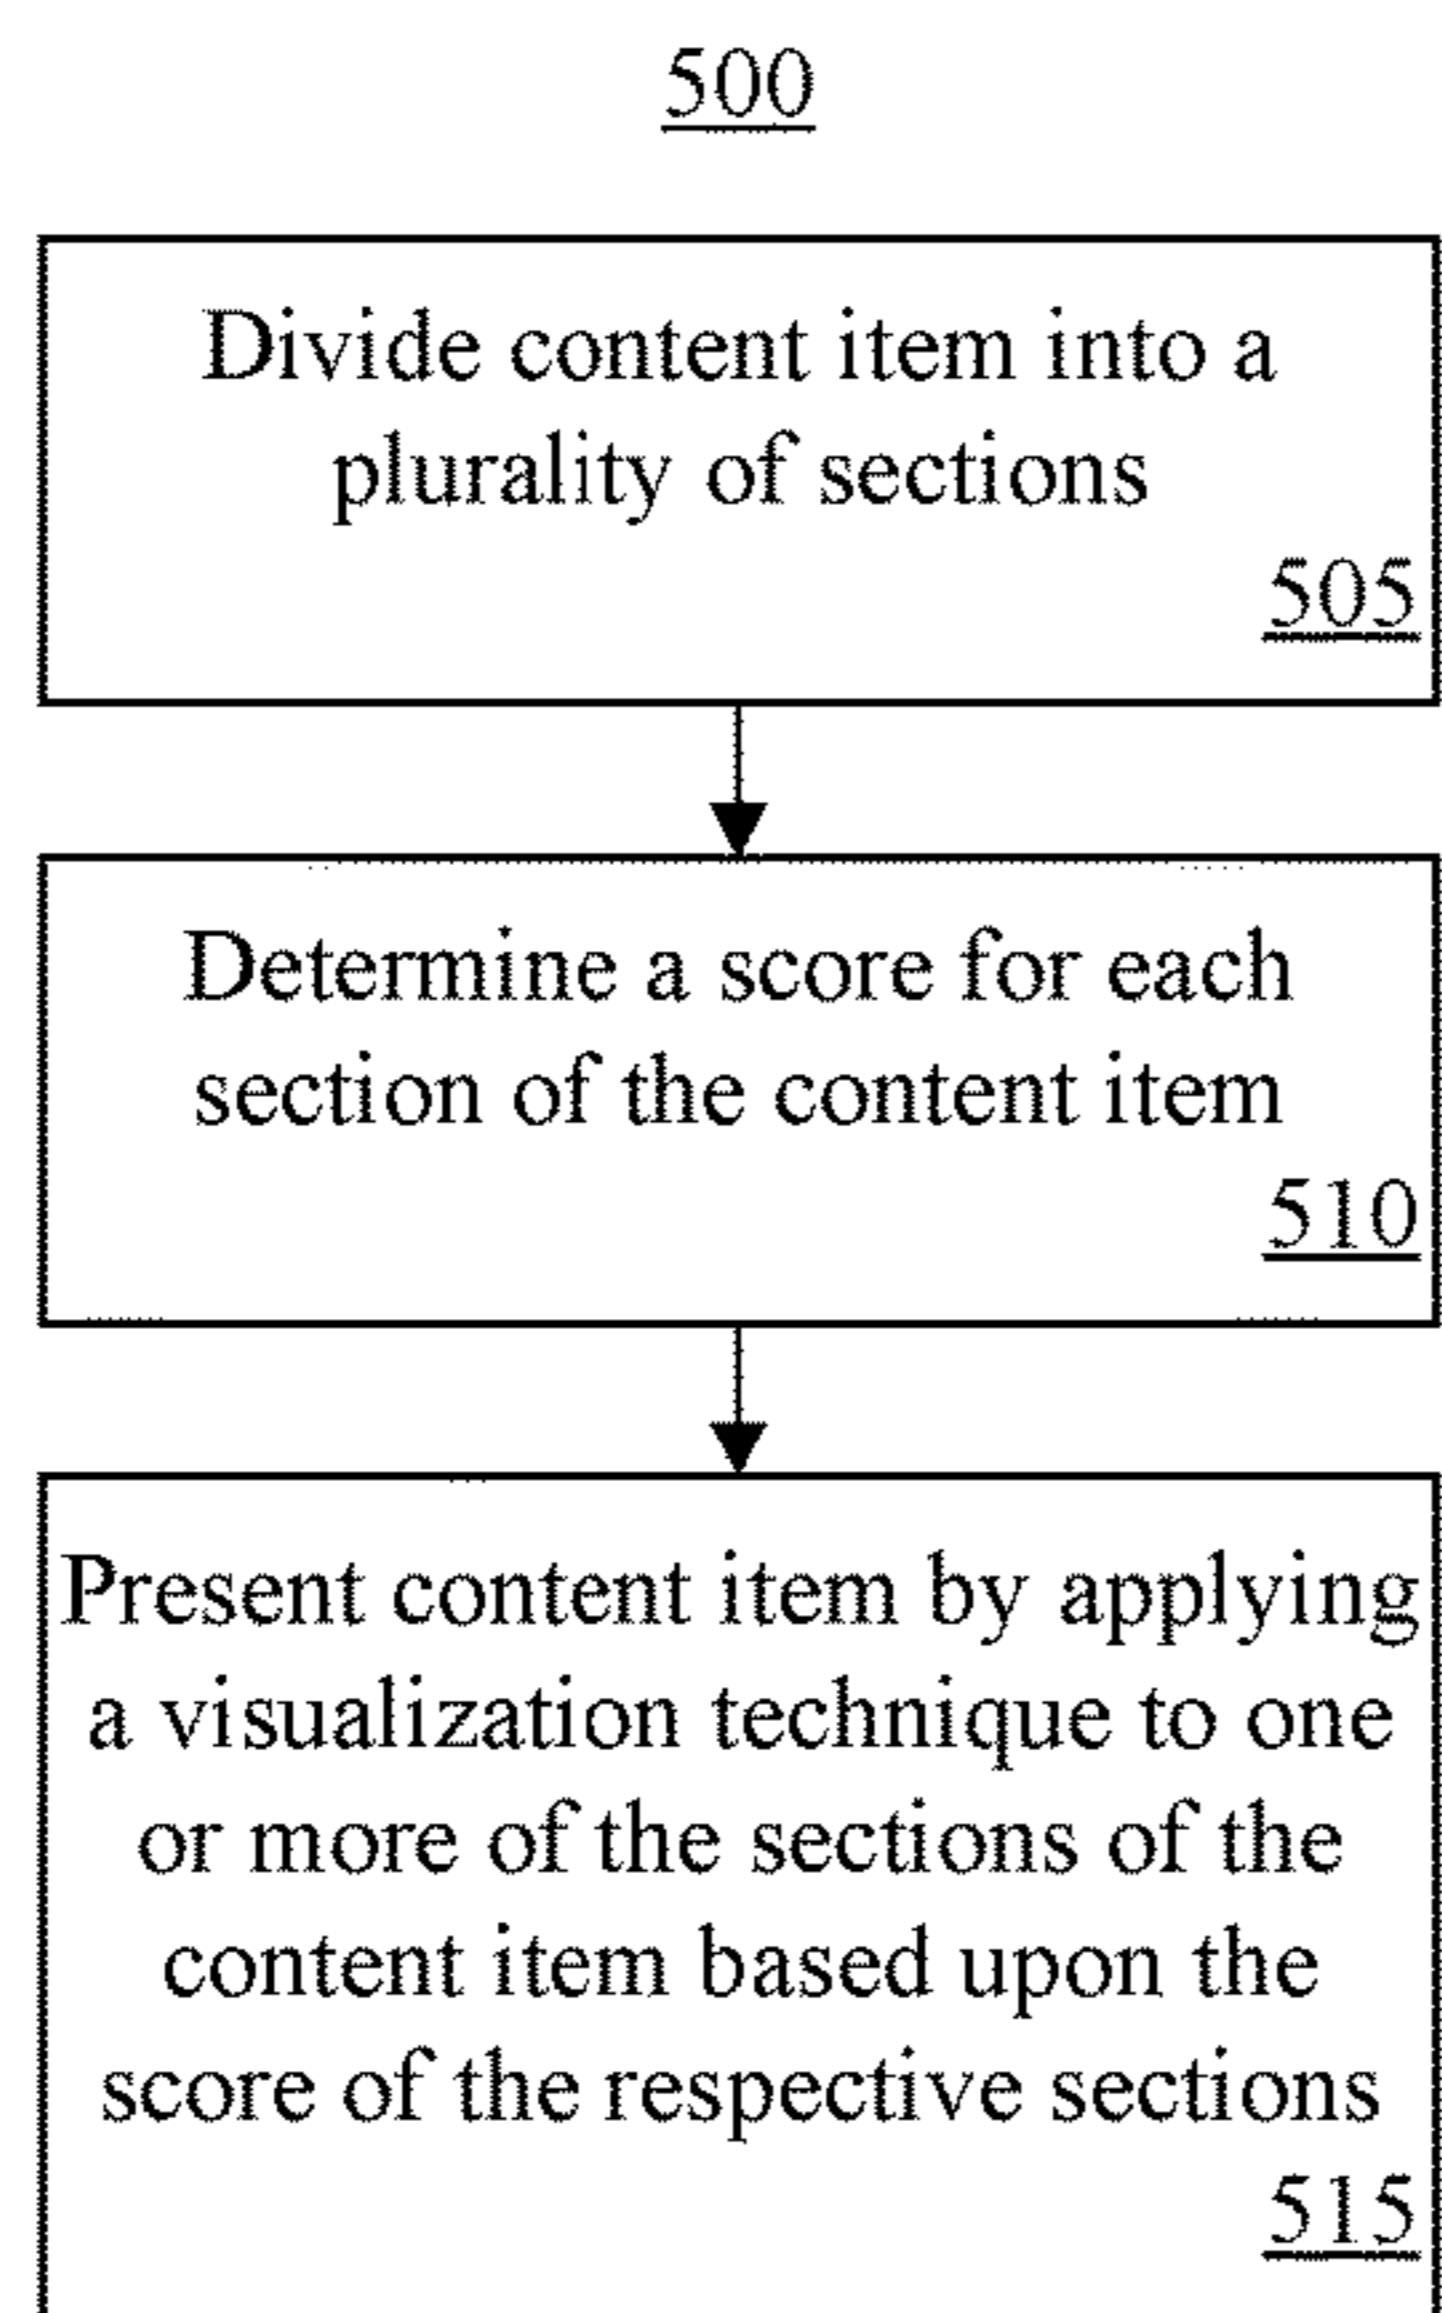 500
Divide content item into a
plurality of sections
505
Determine a score for each
section of the content item
510
Present content item by applying
a visualization technique to one
or more of the sections of the
content item based upon the
score of the respective sections
515